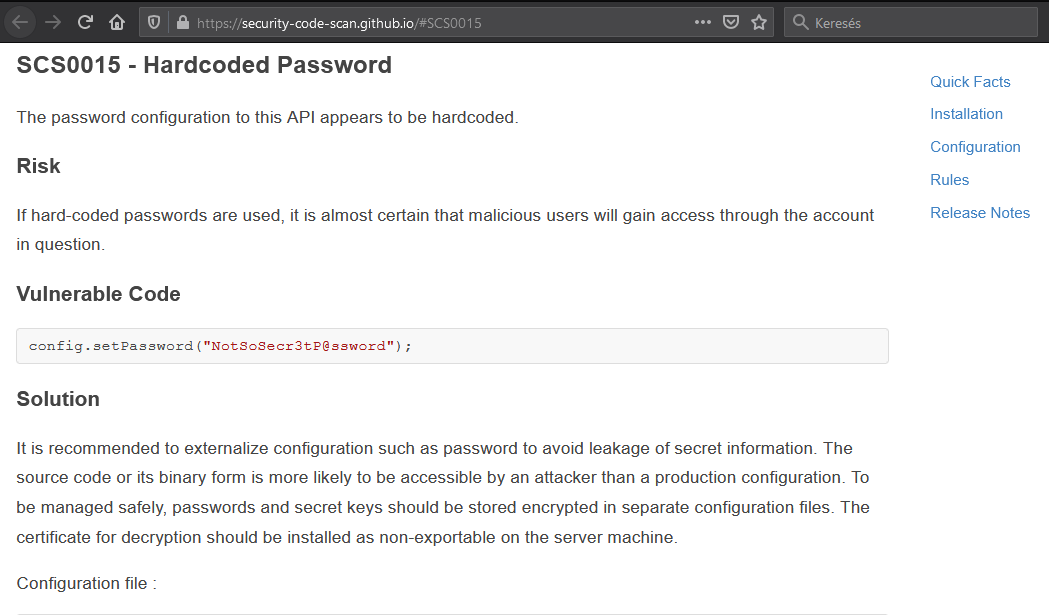 https://security-code-scan.github.io/#SCS0015
Keresés
SCS0015 - Hardcoded Password
The password configuration to this API appears to be hardcoded.
Risk
If hard-coded passwords are used, it is almost certain that malicious users will gain access through the account
in question.
Vulnerable Code
config.setPassword("NotSoSecr3tP@ssword");
Solution
It is recommended to externalize configuration such as password to avoid leakage of secret information. The
source code or its binary form is more likely to be accessible by an attacker than a production configuration. To
be managed safely, passwords and secret keys should be stored encrypted in separate configuration files. The
certificate for decryption should be installed as non-exportable on the server machine.
Configuration file :
Quick Facts
Installation
Configuration
Rules
Release Notes